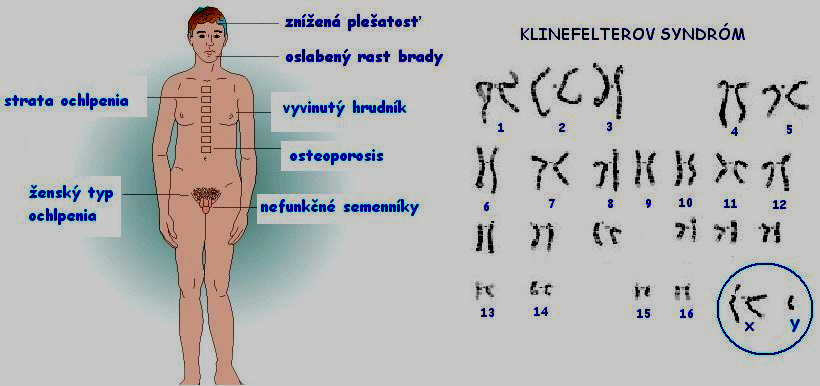 znížená plešatosť
oslabený rast brady
strata ochlpenia
vyvinutý hrudník
osteoporosis
ženský typ
ochlpenia
nefunkčné semenníky
KLINEFELTEROV SYNDRÓM
1 2 3 4 5
6 7 8 9 10 11 12
13 14 15 16
x y